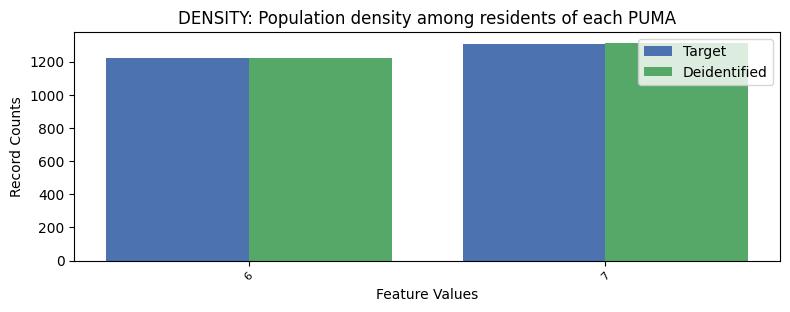 DENSITY: Population density among residents of each PUMA
Record Counts
1200
1000
800
600
400
200
0
Target
Deidentified
6
7
Feature Values